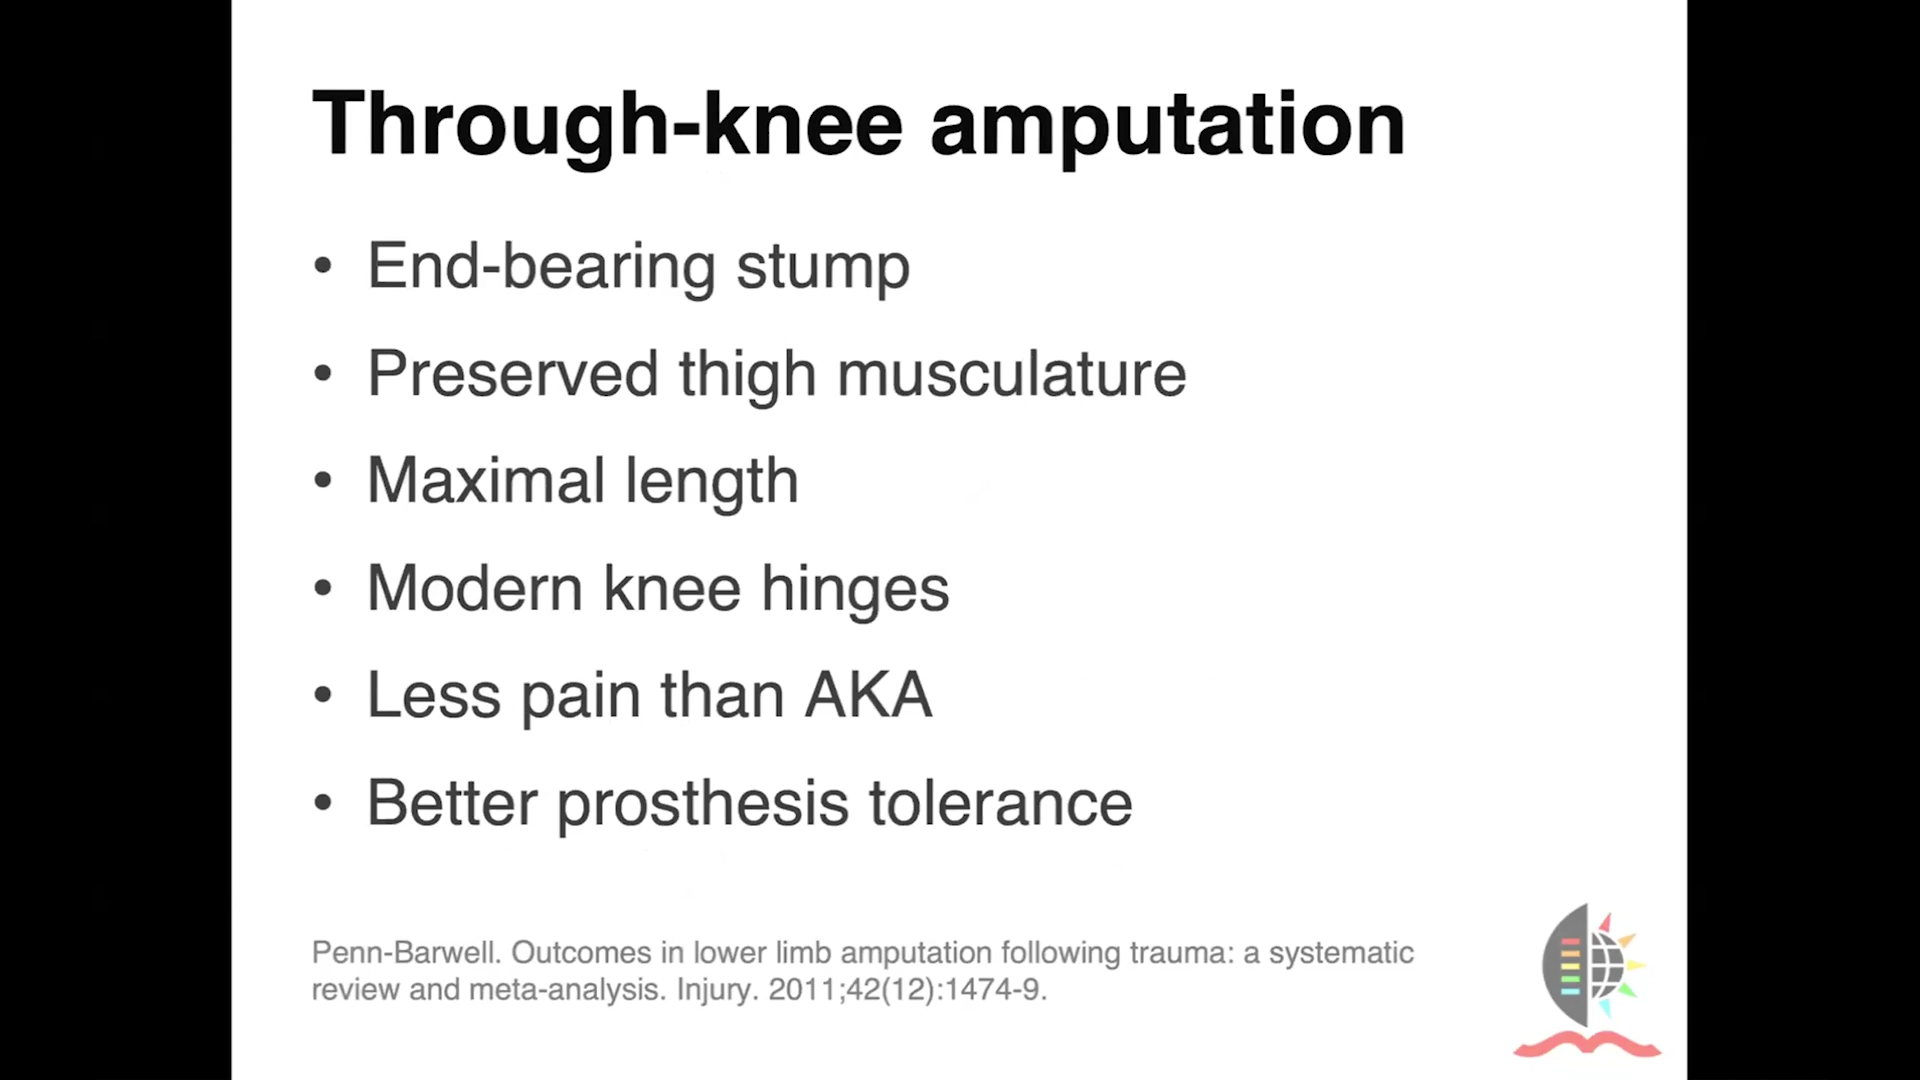 Through-knee amputation
• End-bearing stump
• Preserved thigh musculature
• Maximal length
• Modern knee hinges
• Less pain than AKA
• Better prosthesis tolerance
Penn-Barwell. Outcomes in lower limb amputation following trauma: a systematic
review and meta-analysis. Injury. 2011;42(12):1474-9.